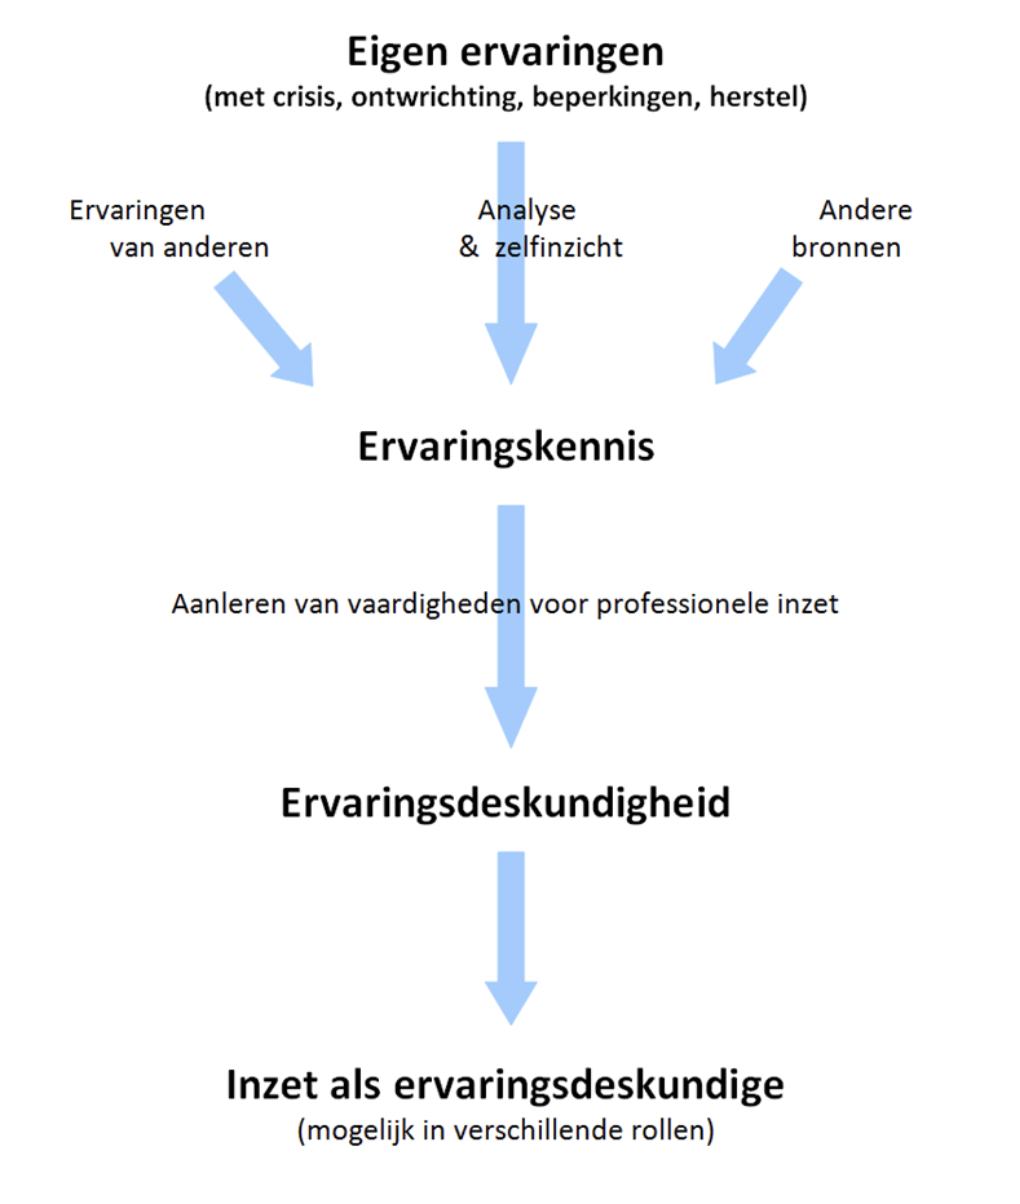 Eigen ervaringen
(met crisis, ontwrichting, beperkingen, herstel)
Ervaringen
van anderen
Analyse
& zelfinzicht
Andere
bronnen
Ervaringskennis
Aanleren van vaardigheden voor professionele inzet
Ervaringsdeskundigheid
Inzet als ervaringsdeskundige
(mogelijk in verschillende rollen)